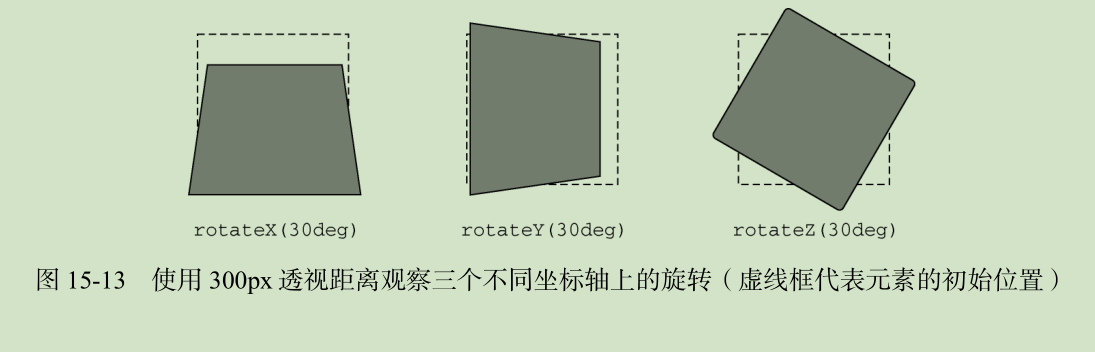 rotateX(30deg) rotateY(30deg) rotateZ(30deg)
图 15-13 使用 300px 透视距离观察三个不同坐标轴上的旋转（虚线框代表元素的初始位置）